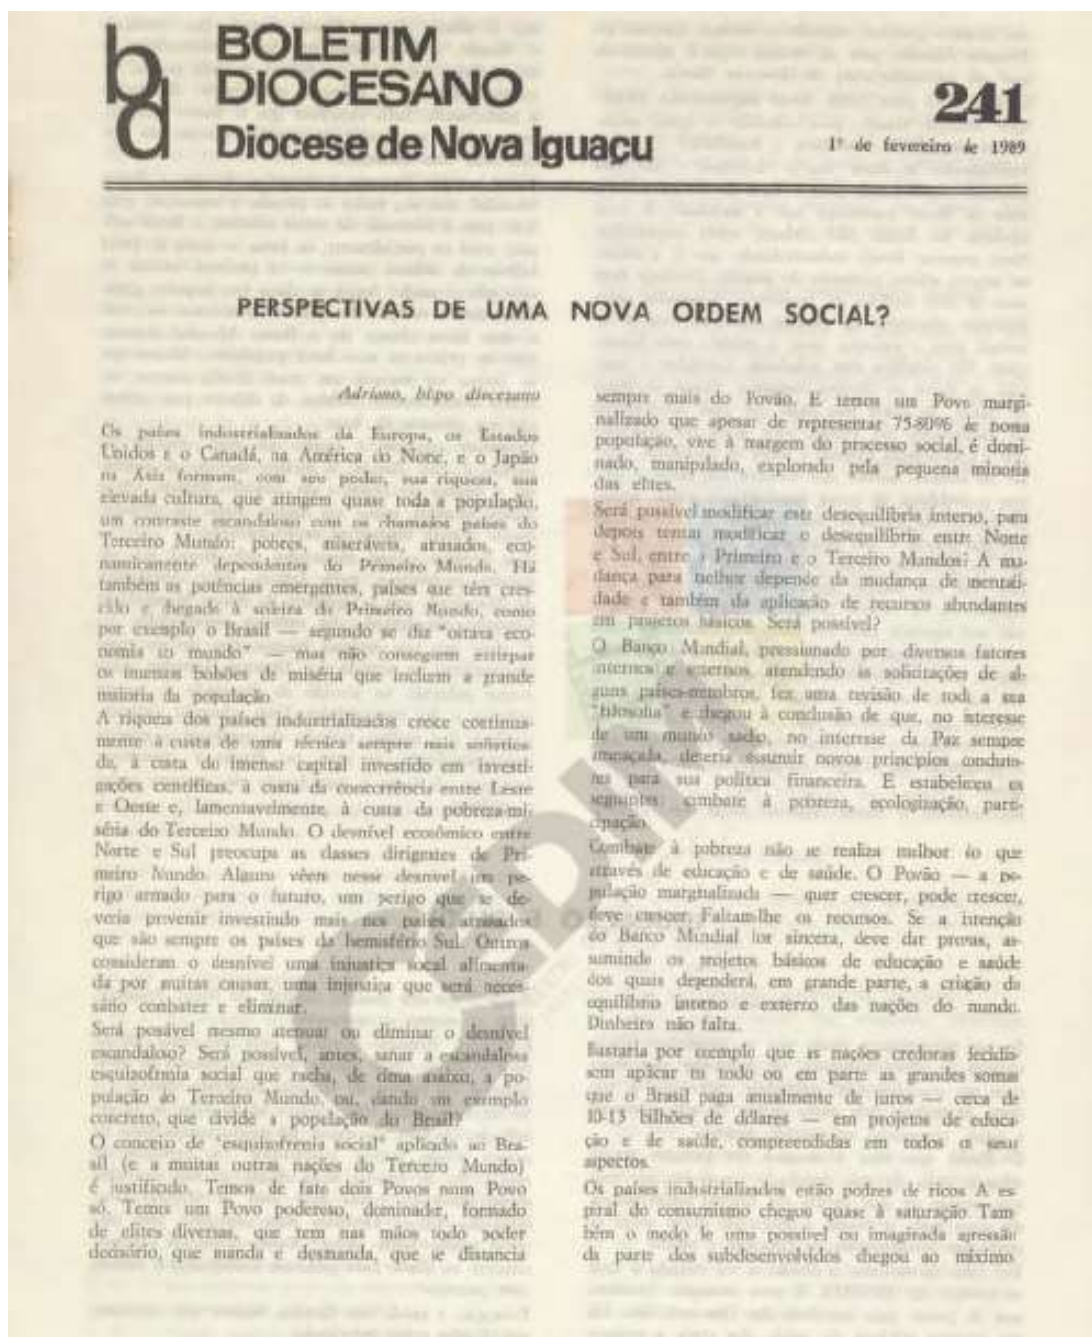 bd
BOLETIM
DIOCESANO
Diocese de Nova Iguaçu
241
1º de fevereiro de 1989
PERSPECTIVAS DE UMA NOVA ORDEM SOCIAL?
Adriano, bispo diocesano
Os países industrializados da Europa, os Estados
Unidos e o Canadá, na América do Norte, e o Japão
na Ásia formam, com seu poder, sua riqueza, sua
elevada cultura, que atingem quase toda a população,
um contraste escandaloso com os chamados países do
Terceiro Mundo: pobres, miseráveis, atrasados, eco-
nomicamente dependentes do Primeiro Mundo. Há
também as potências emergentes, países que têm cres-
cido e chegado à soleira do Primeiro Mundo, como
por exemplo o Brasil — segundo se diz "oitava eco-
nomia do mundo" — mas não conseguem extirpar
os imensos bolsões de miséria que incluem a grande
maioria da população.
A riqueza dos países industrializados cresce continua-
mente à custa de uma técnica sempre mais sofistica-
da, à custa do imenso capital investido em investi-
gações científicas, à custa da concorrência entre Leste
e Oeste e, lamentavelmente, à custa da pobreza-mi-
séria do Terceiro Mundo. O desnível econômico entre
Norte e Sul preocupa as classes dirigentes do Pri-
meiro Mundo. Alguns vêem nesse desnível um pe-
rigo armado para o futuro, um perigo que se de-
veria prevenir investindo mais nos países atrasados
que são sempre os países do hemisfério Sul. Outros
consideram o desnível uma injustiça social alimenta-
da por muitas causas, uma injustiça que será neces-
sário combater e eliminar.
Será possível mesmo atenuar ou eliminar o desnível
escandaloso? Será possível, antes, sanar a escandalosa
esquizofrenia social que racha, de cima abaixo, a po-
pulação do Terceiro Mundo, ou, dando um exemplo
concreto, que divide a população do Brasil?
O conceito de "esquizofrenia social" aplicado ao Bra-
sil (e a muitas outras nações do Terceiro Mundo)
é justificado. Temos de fato dois Povos num Povo
só. Temos um Povo poderoso, dominador, formado
de elites diversas, que tem nas mãos todo poder
decisório, que manda e desmanda, que se distancia
sempre mais do Povão. E temos um Povo margi-
nalizado que apesar de representar 75-80% de nossa
população, vive à margem do processo social, é domi-
nado, manipulado, explorado pela pequena minoria
das elites.
Será possível modificar este desequilíbrio interno, para
depois tentar modificar o desequilíbrio entre Norte
e Sul, entre o Primeiro e o Terceiro Mundos? A mu-
dança para melhor depende da mudança de mentali-
dade e também da aplicação de recursos abundantes
em projetos básicos. Será possível?
O Banco Mundial, pressionado por diversos fatores
internos e externos, atendendo às solicitações de al-
guns países-membros, fez uma revisão de toda a sua
"filosofia" e chegou à conclusão de que, no interesse
de um mundo sadio, no interesse da Paz sempre
ameaçada, deveria assumir novos princípios conduto-
res para sua política financeira. E estabeleceu os
seguintes: combate à pobreza, ecologização, parti-
cipação.
Combate à pobreza não se realiza melhor do que
através de educação e de saúde. O Povão — a po-
pulação marginalizada — quer crescer, pode crescer,
deve crescer. Faltam-lhe os recursos. Se a intenção
do Banco Mundial for sincera, deve dar provas, as-
sumindo os projetos básicos de educação e saúde
dos quais dependerá, em grande parte, a criação do
equilíbrio interno e externo das nações do mundo.
Dinheiro não falta.
Bastaria por exemplo que as nações credoras decidis-
sem aplicar no todo ou em parte as grandes somas
que o Brasil paga anualmente de juros — cerca de
10-15 bilhões de dólares — em projetos de educa-
ção e de saúde, compreendidas em todos os seus
aspectos.
Os países industrializados estão podres de ricos. A es-
piral do consumismo chegou quase à saturação. Tam-
bém o medo de uma possível ou imaginada agressão
da parte dos subdesenvolvidos chegou ao máximo.
CEDIM